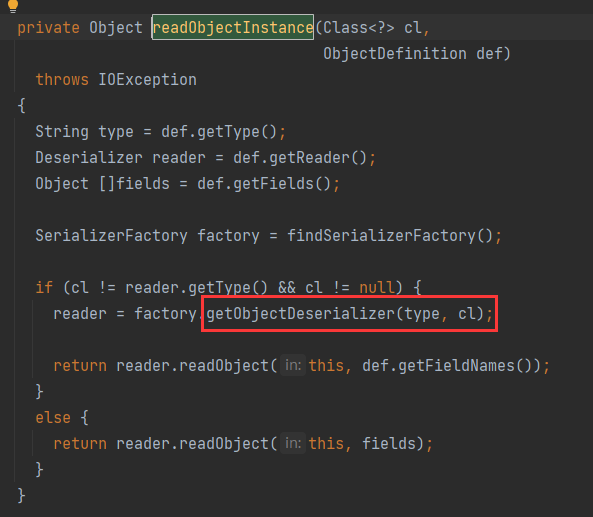 private Object readObjectInstance(Class<?> cl,
ObjectDefinition def)
throws IOException
{
String type = def.getType();
Deserializer reader = def.getReader();
Object []fields = def.getFields();
SerializerFactory factory = findSerializerFactory();
if (cl != reader.getType() && cl != null) {
reader = factory.getObjectDeserializer(type, cl);
return reader.readObject( in: this, def.getFieldNames());
}
else {
return reader.readObject( in: this, fields);
}
}